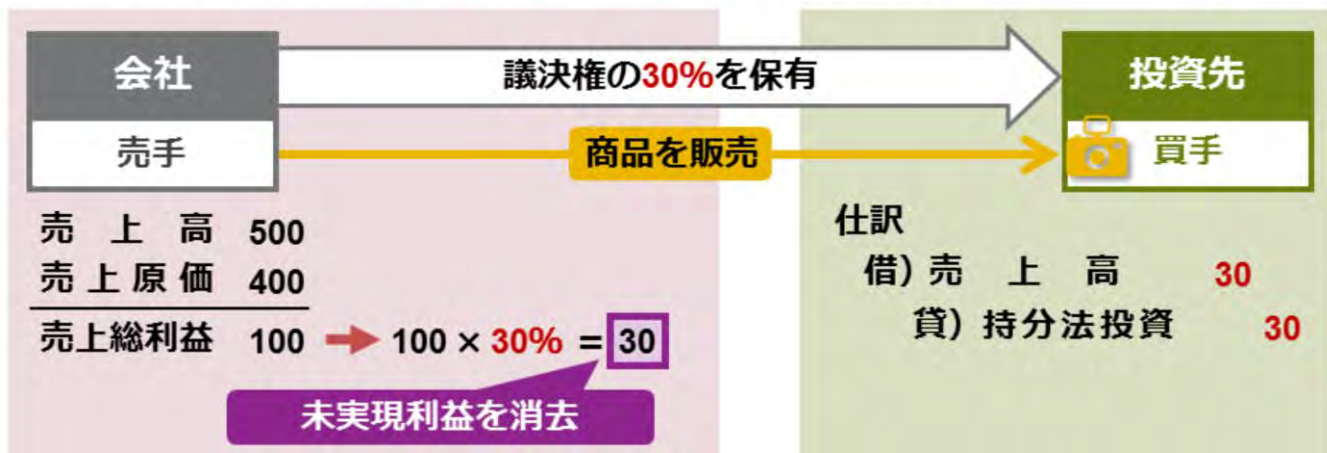 会社
売手
議決権の30%を保有
商品を販売
投資先
買手
売上高 500
売上原価 400
売上総利益 100 → 100 × 30% = 30
未実現利益を消去
仕訳
借）売上高 30
貸）持分法投資 30